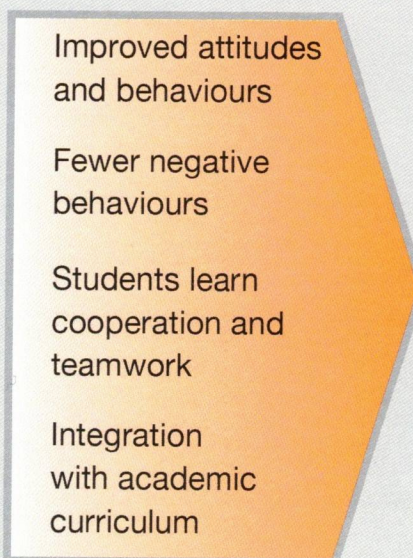 Improved attitudes
and behaviours
Fewer negative
behaviours
Students learn
cooperation and
teamwork
Integration
with academic
curriculum